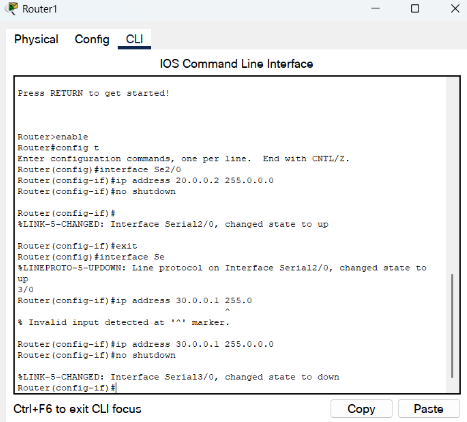 Router1
Physical Config CLI
IOS Command Line Interface
Press RETURN to get started!
Router>enable
Router#config t
Enter configuration commands, one per line. End with CNTL/Z.
Router(config)#interface Se2/0
Router(config-if)#ip address 20.0.0.2 255.0.0.0
Router(config-if)#no shutdown
Router(config-if)#
%LINK-5-CHANGED: Interface Serial2/0, changed state to up
Router(config-if)#exit
Router(config)#interface Se
%LINEPROTO-5-UPDOWN: Line protocol on Interface Serial2/0, changed state to
up
3/0
Router(config-if)#ip address 30.0.0.1 255.0
^
% Invalid input detected at '^' marker.
Router(config-if)#ip address 30.0.0.1 255.0.0.0
Router(config-if)#no shutdown
%LINK-5-CHANGED: Interface Serial3/0, changed state to down
Router(config-if)#
Ctrl+F6 to exit CLI focus
Copy Paste